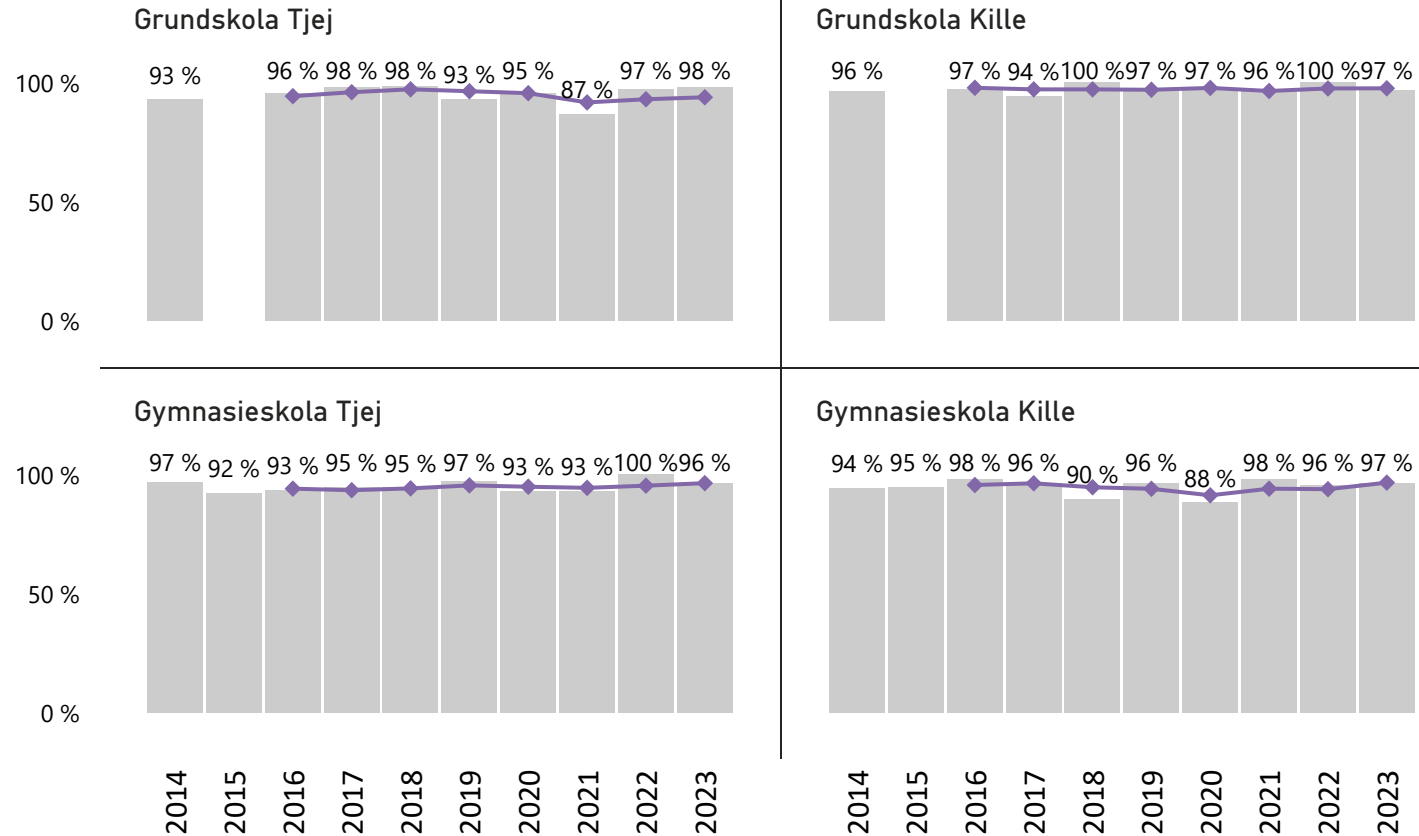 Grundskola Tjej
Grundskola Kille
93 % 96 % 98 % 98 % 93 % 95 % 87 % 97 % 98 %
96 % 97 % 94 % 100 % 97 % 97 % 96 % 100 % 97 %
100 %
50 %
0 %
Gymnasieskola Tjej
Gymnasieskola Kille
97 % 92 % 93 % 95 % 95 % 97 % 93 % 93 % 100 % 96 %
94 % 95 % 98 % 96 % 90 % 96 % 88 % 98 % 96 % 97 %
100 %
50 %
0 %
2014 2015 2016 2017 2018 2019 2020 2021 2022 2023
2014 2015 2016 2017 2018 2019 2020 2021 2022 2023